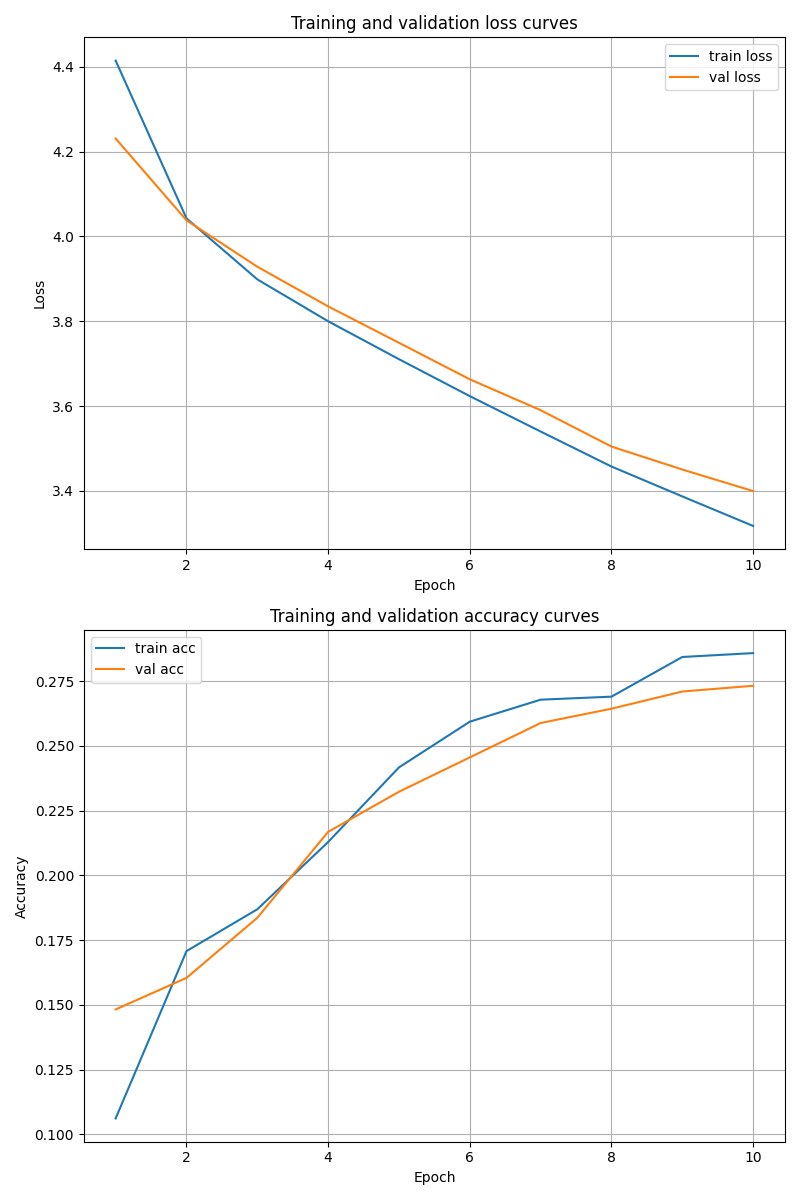 Training and validation loss curves
train loss
val loss
4.4
4.2
4.0
3.8
3.6
3.4
Loss
2 4 6 8 10
Epoch
Training and validation accuracy curves
train acc
val acc
0.275
0.250
0.225
0.200
0.175
0.150
0.125
0.100
Accuracy
2 4 6 8 10
Epoch